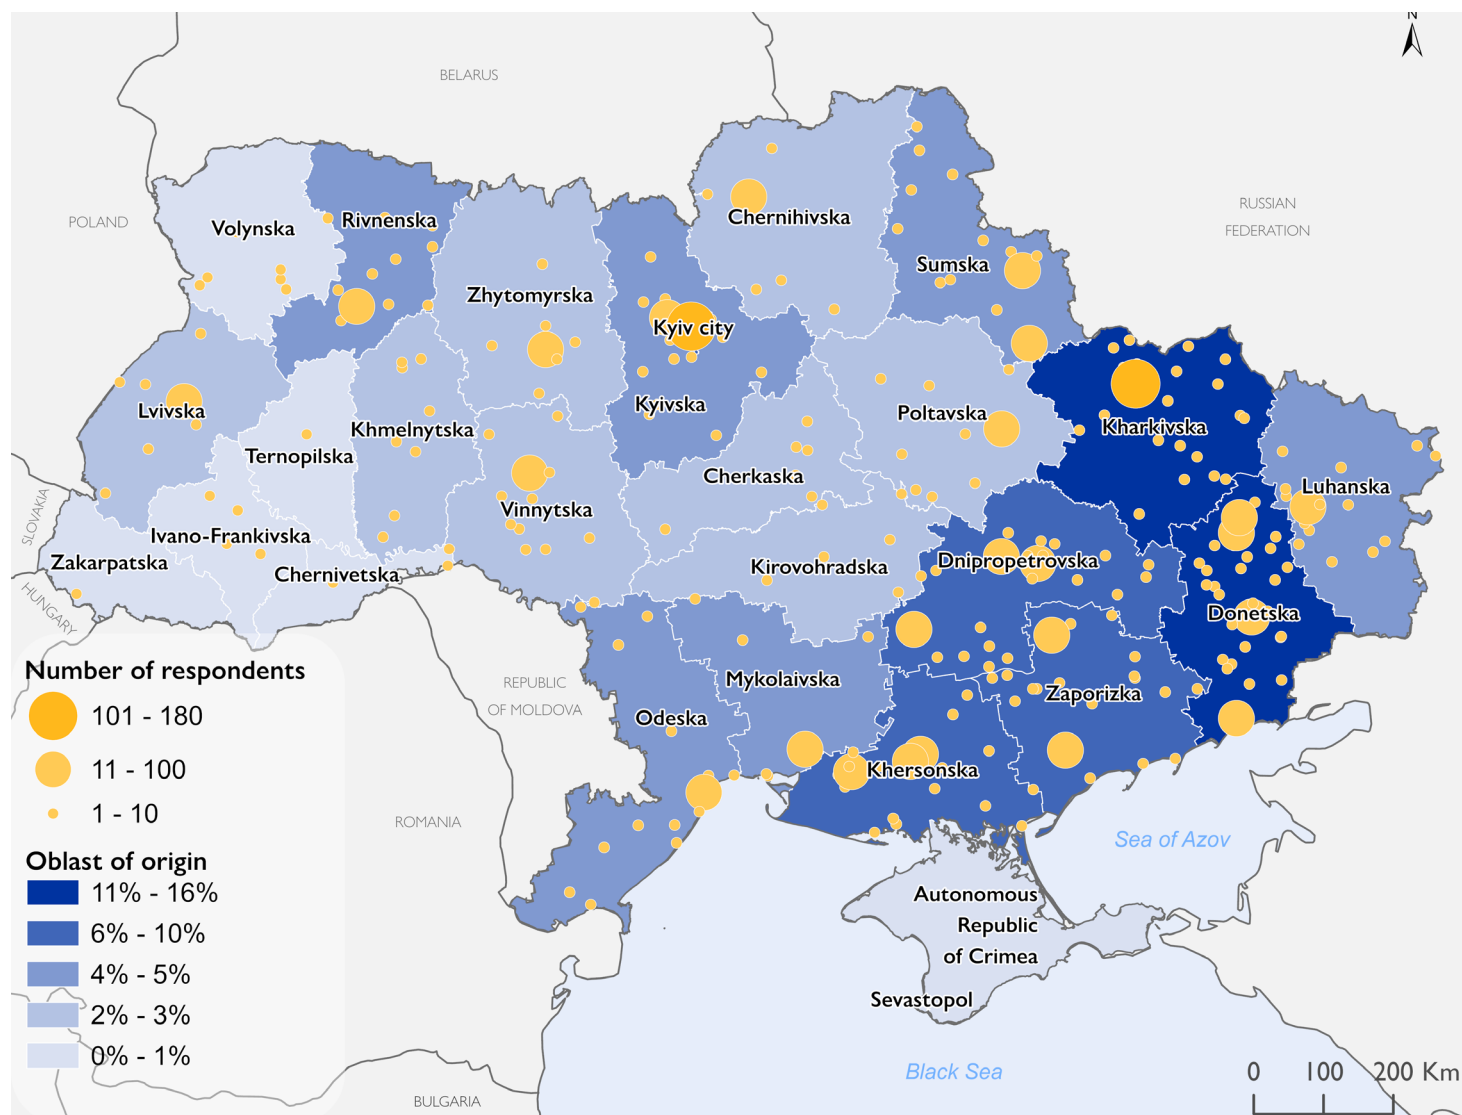 N
BELARUS
POLAND
RUSSIAN
FEDERATION
Volynska
Rivnenska
Chernihivska
Sumska
Zhytomyrska
Kyiv city
Lvivska
Kyivska
Poltavska
Kharkivska
Khmelnytska
Ternopilska
Cherkaska
Luhanska
SLOVAKIA
Vinnytska
Ivano-Frankivska
Zakarpatska
Chernivetska
Kirovohradska
Dnipropetrovska
HUNGARY
Donetska
Number of respondents
101 - 180
11 - 100
1 - 10
REPUBLIC
OF MOLDOVA
Mykolaivska
Zaporizka
Odeska
Khersonska
ROMANIA
Sea of Azov
Oblast of origin
11% - 16%
6% - 10%
4% - 5%
2% - 3%
0% - 1%
Autonomous
Republic
of Crimea
Sevastopol
Black Sea
0 100 200 Km
BULGARIA